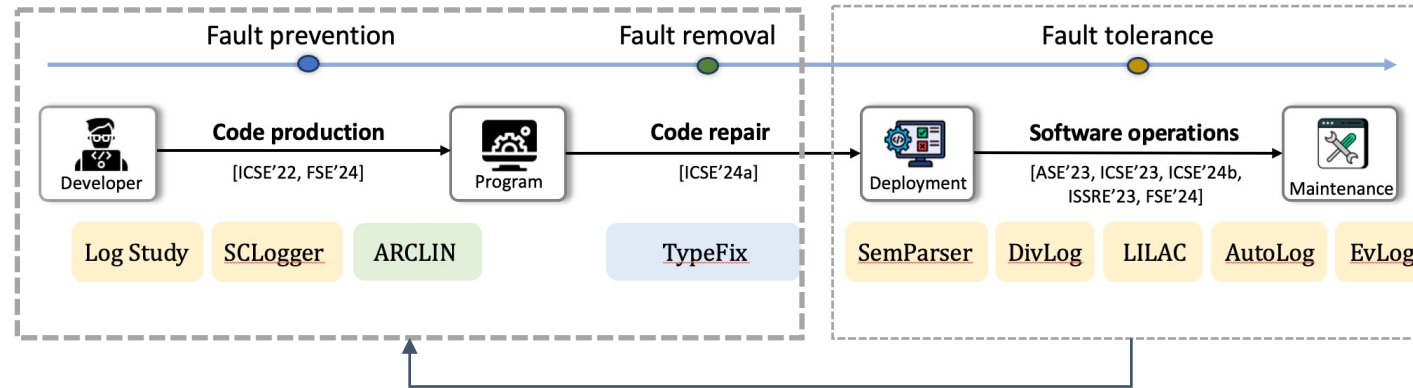 Fault prevention
Fault removal
Fault tolerance
Code production
Code repair
Software operations
[ICSE'22, FSE'24]
[ICSE'24a]
[ASE'23, ICSE'23, ICSE'24b,
ISSRE'23, FSE'24]
Developer
Program
Deployment
Maintenance
Log Study
SCLogger
ARCLIN
TypeFix
SemParser
DivLog
LILAC
AutoLog
EvLog